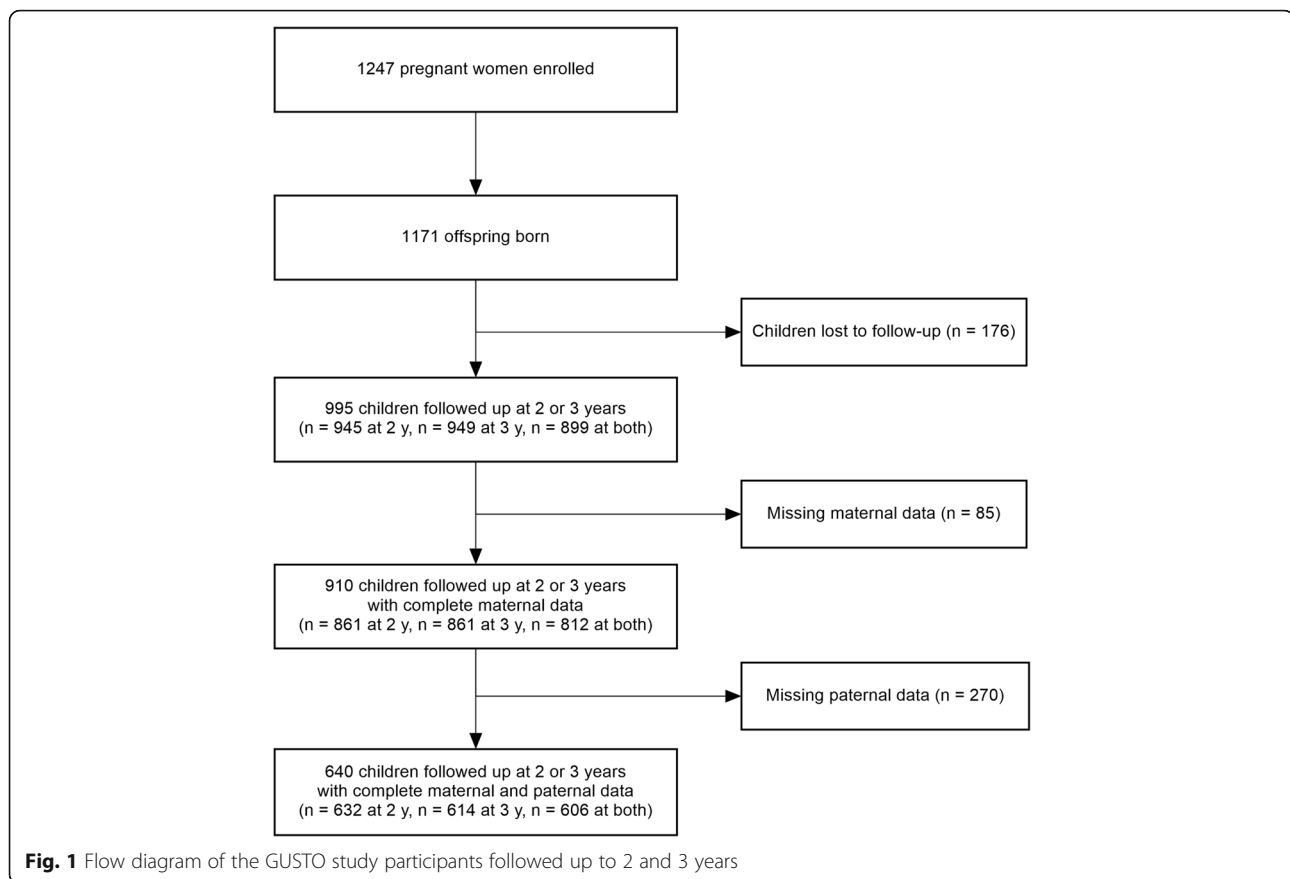 1247 pregnant women enrolled
1171 offspring born
Children lost to follow-up (n = 176)
995 children followed up at 2 or 3 years
(n = 945 at 2 y, n = 949 at 3 y, n = 899 at both)
Missing maternal data (n = 85)
910 children followed up at 2 or 3 years
with complete maternal data
(n = 861 at 2 y, n = 861 at 3 y, n = 812 at both)
Missing paternal data (n = 270)
640 children followed up at 2 or 3 years
with complete maternal and paternal data
(n = 632 at 2 y, n = 614 at 3 y, n = 606 at both)
Fig. 1 Flow diagram of the GUSTO study participants followed up to 2 and 3 years